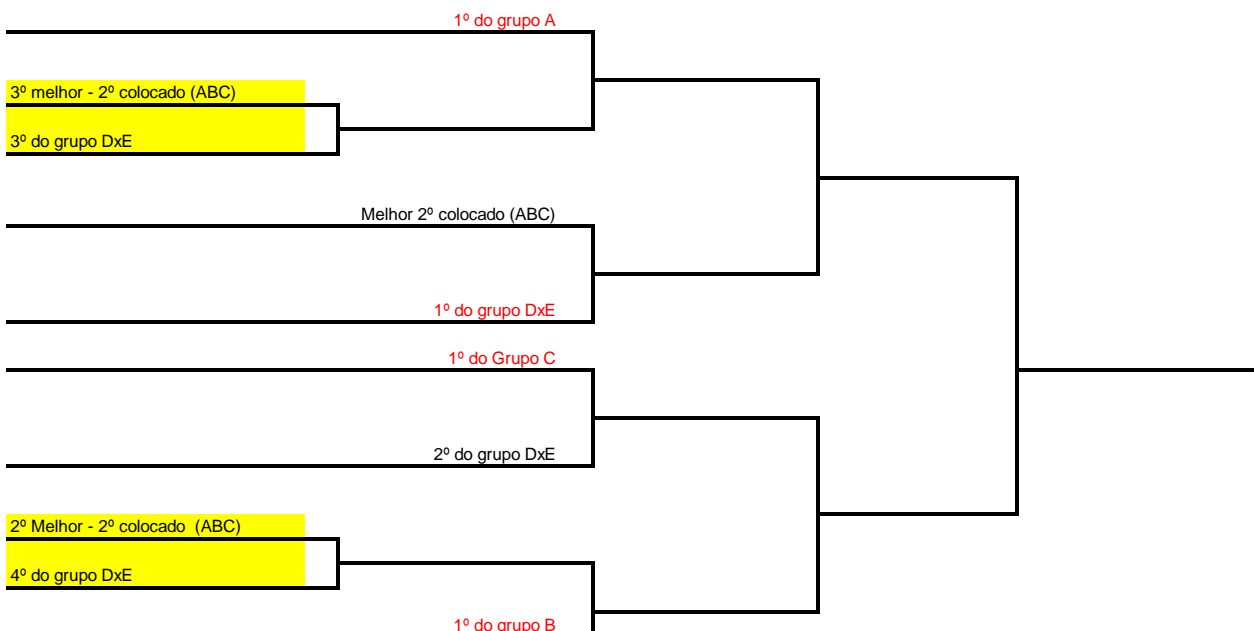 1º do grupo A
3º melhor - 2º colocado (ABC)
3º do grupo DxE
Melhor 2º colocado (ABC)
1º do grupo DxE
1º do Grupo C
2º do grupo DxE
2º Melhor - 2º colocado  (ABC)
4º do grupo DxE
1º do grupo B